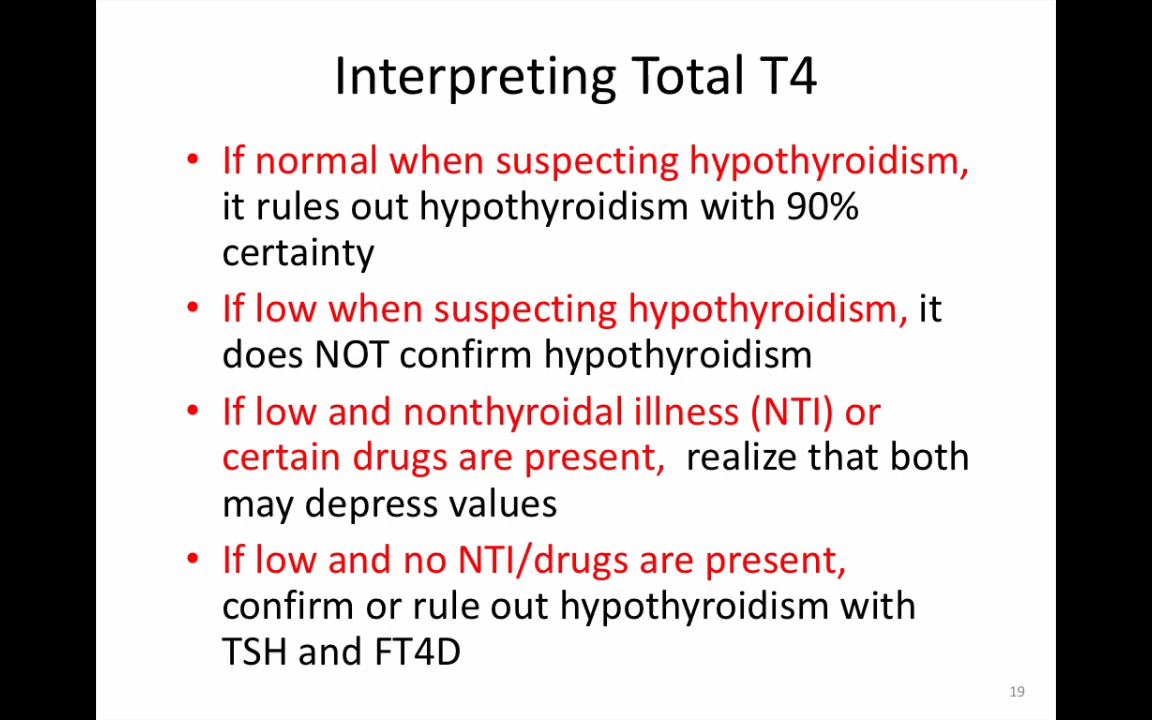 Interpreting Total T4
• If normal when suspecting hypothyroidism,
it rules out hypothyroidism with 90%
certainty
• If low when suspecting hypothyroidism, it
does NOT confirm hypothyroidism
• If low and nonthyroidal illness (NTI) or
certain drugs are present, realize that both
may depress values
• If low and no NTI/drugs are present,
confirm or rule out hypothyroidism with
TSH and FT4D
19